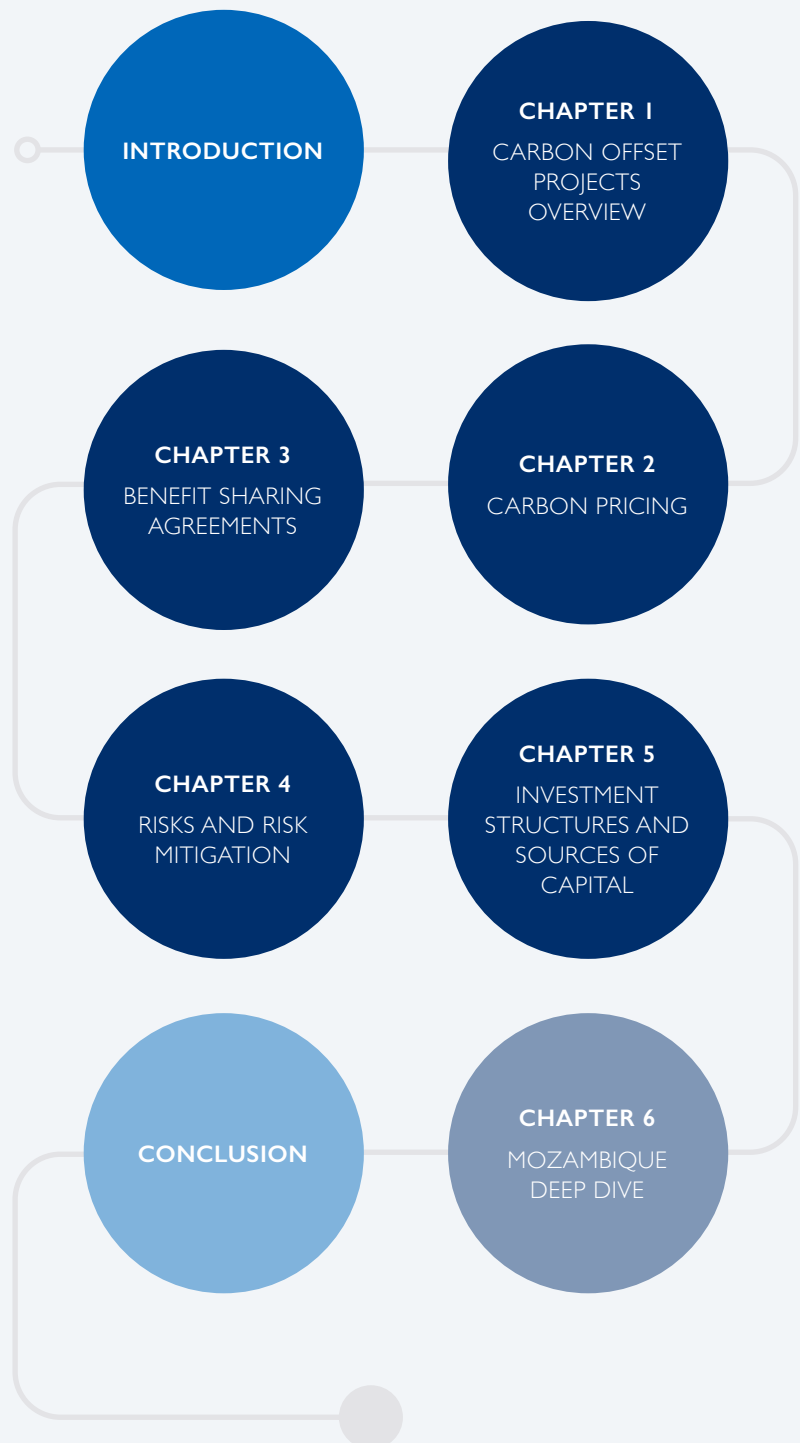 INTRODUCTION
CHAPTER 1
CARBON OFFSET
PROJECTS
OVERVIEW
CHAPTER 2
CARBON PRICING
CHAPTER 3
BENEFIT SHARING
AGREEMENTS
CHAPTER 4
RISKS AND RISK
MITIGATION
CHAPTER 5
INVESTMENT
STRUCTURES AND
SOURCES OF
CAPITAL
CHAPTER 6
MOZAMBIQUE
DEEP DIVE
CONCLUSION